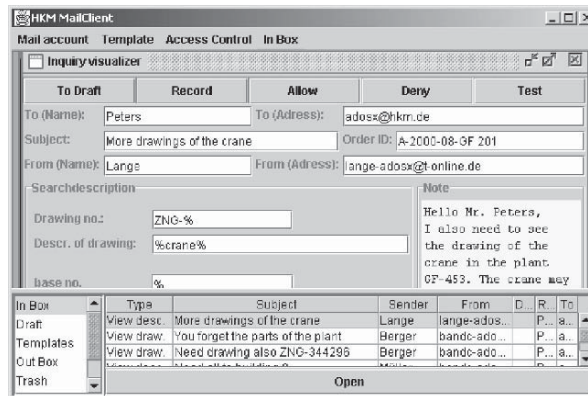 HKM MailClient
Mail account Template Access Control In Box
Inquiry visualizer
To Draft Record Allow Deny Test
To (Name): Peters To (Adress): adosx@hkm.de
Subject: More drawings of the crane Order ID: A-2000-08-GF 201
From (Name): Lange From (Adress): lange-adosx@t-online.de
Searchdescription Note
Drawing no.: ZNG-%
Descr. of drawing: %crane%
base no. %
Hello Mr. Peters,
I also need to see
the drawing of the
crane in the plant
GF-453. The crane may
In Box
Draft
Templates
Out Box
Trash
Type Subject Sender From D... R... To
View desc. More drawings of the crane Lange lange-ados... P... a...
View draw. You forget the parts of the plant Berger bandc-ado... P... a...
View draw. Need drawing also ZNG-344296 Berger bandc-ado... P... a...
Open